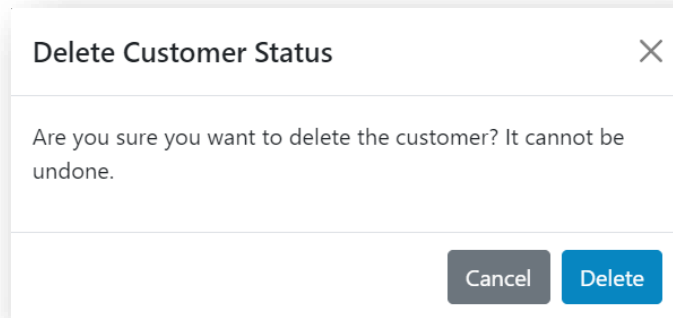 Delete Customer Status
Are you sure you want to delete the customer? It cannot be
undone.
Cancel
Delete